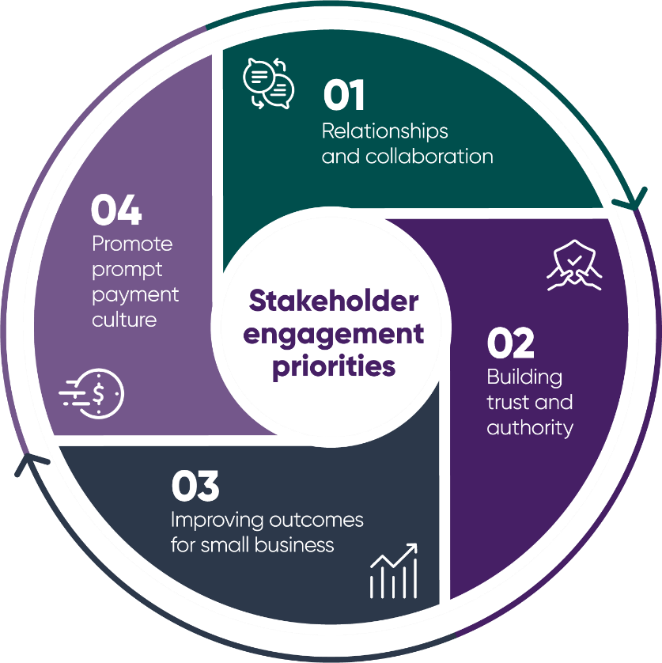 Stakeholder
engagement
priorities
01
Relationships
and collaboration
02
Building
trust and
authority
03
Improving outcomes
for small business
04
Promote
prompt
payment
culture
$